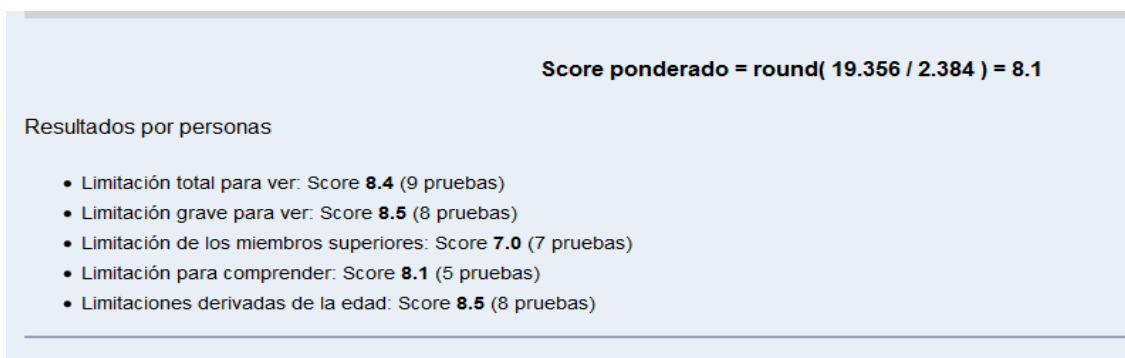 Score ponderado = round( 19.356 / 2.384 ) = 8.1
Resultados por personas
• Limitación total para ver: Score 8.4 (9 pruebas)
• Limitación grave para ver: Score 8.5 (8 pruebas)
• Limitación de los miembros superiores: Score 7.0 (7 pruebas)
• Limitación para comprender: Score 8.1 (5 pruebas)
• Limitaciones derivadas de la edad: Score 8.5 (8 pruebas)